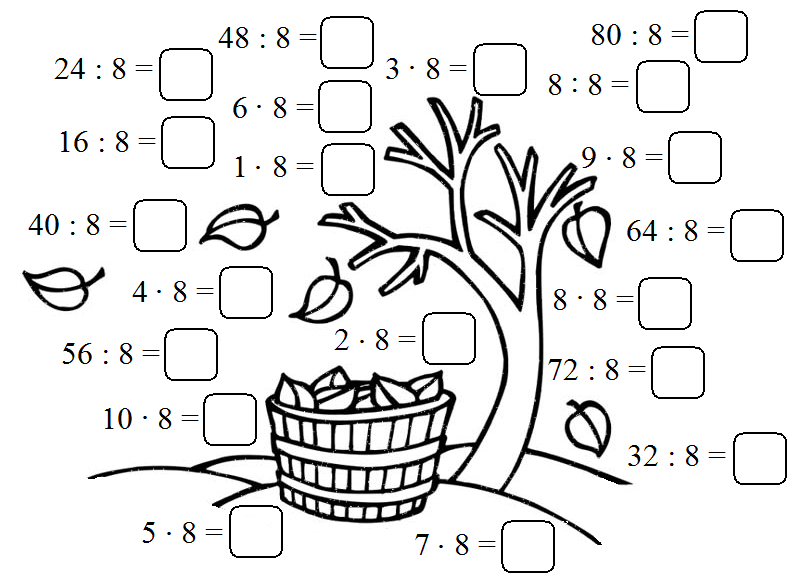 48 : 8 =
80 : 8 =
24 : 8 =
3 · 8 =
8 : 8 =
6 · 8 =
16 : 8 =
1 · 8 =
9 · 8 =
40 : 8 =
64 : 8 =
4 · 8 =
8 · 8 =
2 · 8 =
56 : 8 =
72 : 8 =
10 · 8 =
32 : 8 =
5 · 8 =
7 · 8 =